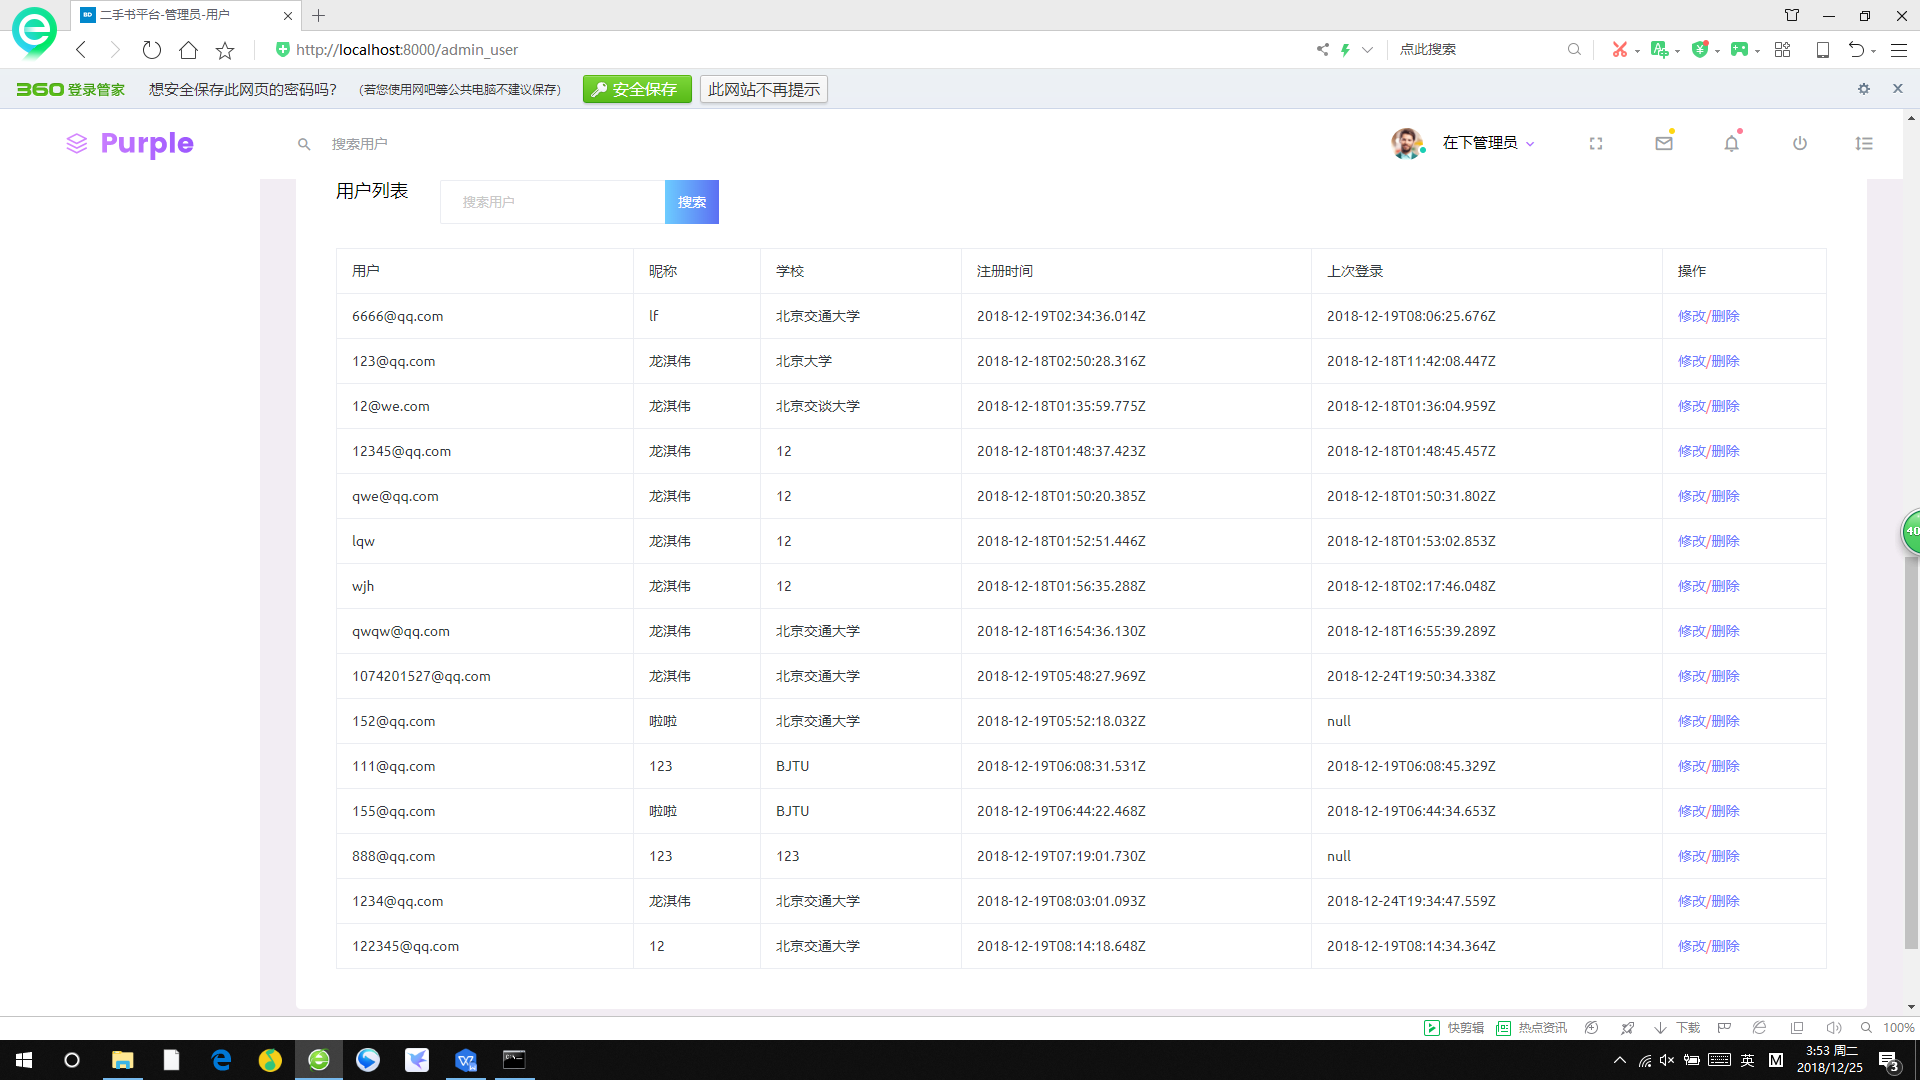 二手书平台-管理员-用户
http://localhost:8000/admin_user
点此搜索
360登录管家 想安全保存此网页的密码吗? (若您使用网吧等公共电脑不建议保存) 安全保存 此网站不再提示
Purple 搜索用户 在下管理员
用户列表 搜索用户 搜索
用户 昵称 学校 注册时间 上次登录 操作
6666@qq.com lf 北京交通大学 2018-12-19T02:34:36.014Z 2018-12-19T08:06:25.676Z 修改/删除
123@qq.com 龙淇伟 北京大学 2018-12-18T02:50:28.316Z 2018-12-18T11:42:08.447Z 修改/删除
12@we.com 龙淇伟 北京交谈大学 2018-12-18T01:35:59.775Z 2018-12-18T01:36:04.959Z 修改/删除
12345@qq.com 龙淇伟 12 2018-12-18T01:48:37.423Z 2018-12-18T01:48:45.457Z 修改/删除
qwe@qq.com 龙淇伟 12 2018-12-18T01:50:20.385Z 2018-12-18T01:50:31.802Z 修改/删除
lqw 龙淇伟 12 2018-12-18T01:52:51.446Z 2018-12-18T01:53:02.853Z 修改/删除
wjh 龙淇伟 12 2018-12-18T01:56:35.288Z 2018-12-18T02:17:46.048Z 修改/删除
qwqw@qq.com 龙淇伟 北京交通大学 2018-12-18T16:54:36.130Z 2018-12-18T16:55:39.289Z 修改/删除
1074201527@qq.com 龙淇伟 北京交通大学 2018-12-19T05:48:27.969Z 2018-12-24T19:50:34.338Z 修改/删除
152@qq.com 啦啦 北京交通大学 2018-12-19T05:52:18.032Z null 修改/删除
111@qq.com 123 BJTU 2018-12-19T06:08:31.531Z 2018-12-19T06:08:45.329Z 修改/删除
155@qq.com 啦啦 BJTU 2018-12-19T06:44:22.468Z 2018-12-19T06:44:34.653Z 修改/删除
888@qq.com 123 123 2018-12-19T07:19:01.730Z null 修改/删除
1234@qq.com 龙淇伟 北京交通大学 2018-12-19T08:03:01.093Z 2018-12-24T19:34:47.559Z 修改/删除
122345@qq.com 12 北京交通大学 2018-12-19T08:14:18.648Z 2018-12-19T08:14:34.364Z 修改/删除
快剪辑 热点资讯 下载 100%
英 M 3:53 周二
2018/12/25 3